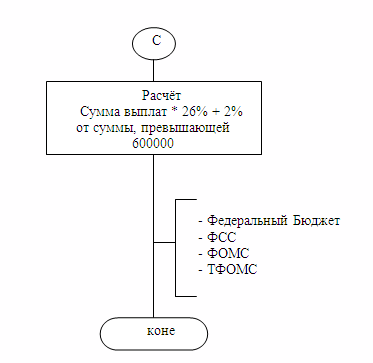 С
Расчёт
Сумма выплат * 26% + 2%
от суммы, превышающей
600000
- Федеральный Бюджет
- ФСС
- ФОМС
- ТФОМС
коне